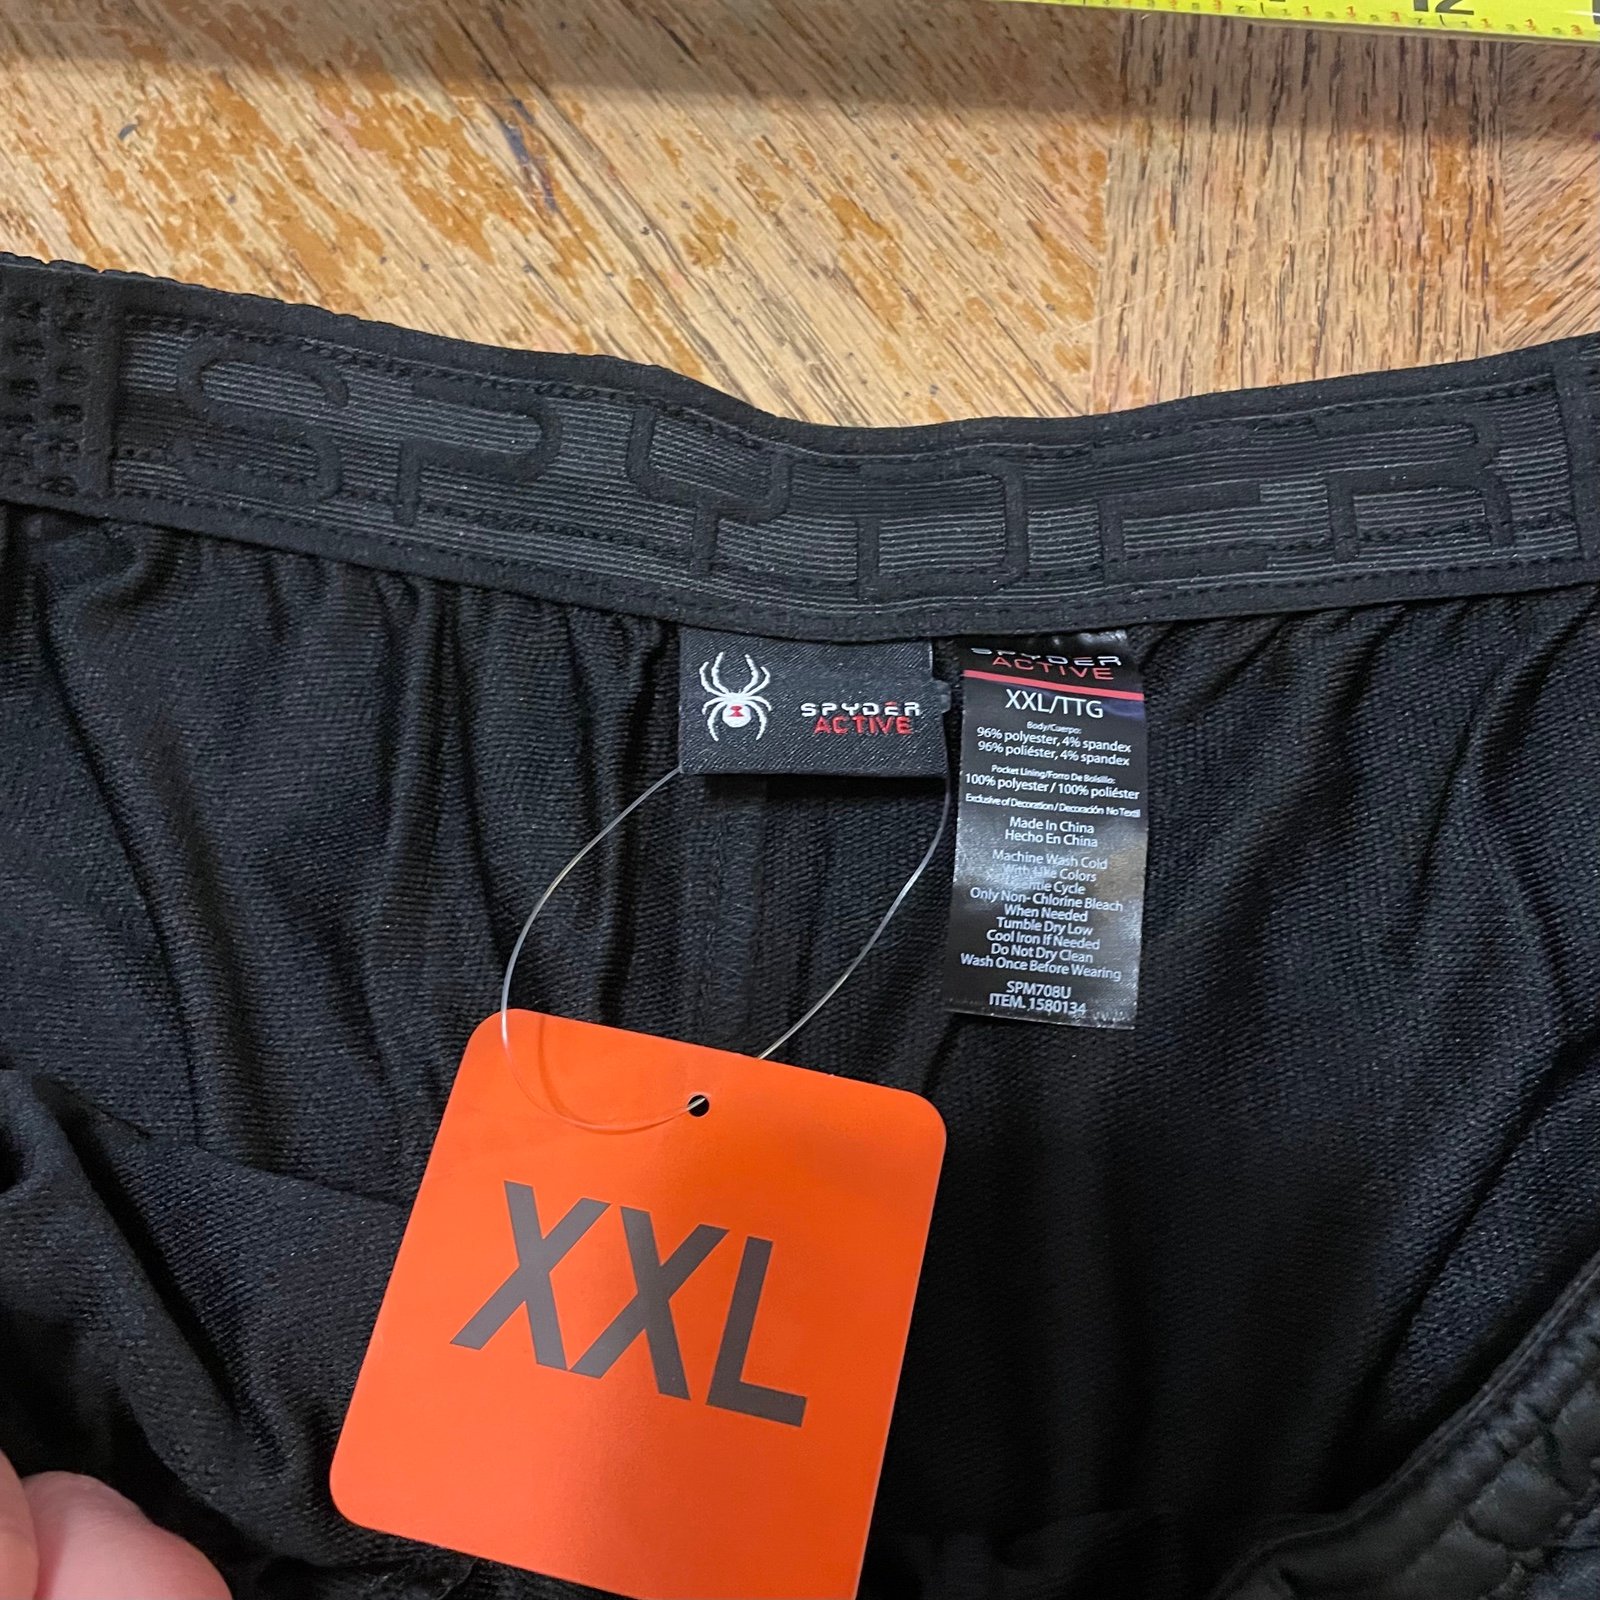 12
SPYDER
SPYDER
ACTIVE
SPYDER
ACTIVE
XXL/TTG
Body/Cuerpo:
96% polyester, 4% spandex
96% poliéster, 4% spandex
Pocket Lining/Forro De Bolsillo:
100% polyester / 100% poliéster
Exclusive of Decoration / Decoración No Textil
Made In China
Hecho En China
Machine Wash Cold
With Like Colors
Gentle Cycle
Only Non-Chlorine Bleach
When Needed
Tumble Dry Low
Cool Iron If Needed
Do Not Dry Clean
Wash Once Before Wearing
SPM708U
ITEM. 1580134
XXL